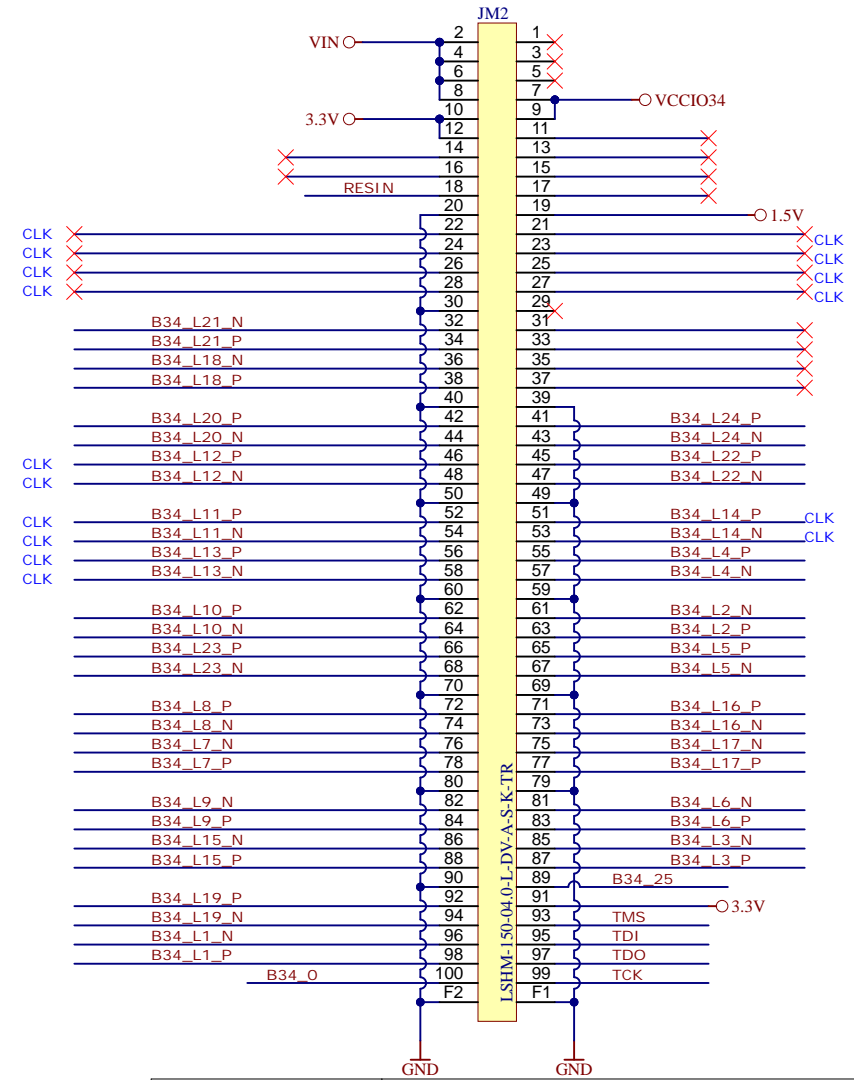 JM2
2 1
VIN
4 3
6 5
8 7
VCCIO34
10 9
3.3V
12 11
14 13
16 15
RESIN 18 17
20 19 1.5V
CLK 22 21 CLK
CLK 24 23 CLK
CLK 26 25 CLK
CLK 28 27 CLK
30 29
B34_L21_N 32 31
B34_L21_P 34 33
B34_L18_N 36 35
B34_L18_P 38 37
40 39
B34_L20_P 42 41 B34_L24_P
B34_L20_N 44 43 B34_L24_N
CLK B34_L12_P 46 45 B34_L22_P
CLK B34_L12_N 48 47 B34_L22_N
50 49
CLK B34_L11_P 52 51 B34_L14_P CLK
CLK B34_L11_N 54 53 B34_L14_N CLK
CLK B34_L13_P 56 55 B34_L4_P
CLK B34_L13_N 58 57 B34_L4_N
60 59
B34_L10_P 62 61 B34_L2_N
B34_L10_N 64 63 B34_L2_P
B34_L23_P 66 65 B34_L5_P
B34_L23_N 68 67 B34_L5_N
70 69
B34_L8_P 72 71 B34_L16_P
B34_L8_N 74 73 B34_L16_N
B34_L7_N 76 75 B34_L17_N
B34_L7_P 78 77 B34_L17_P
80 79
B34_L9_N 82 81 B34_L6_N
B34_L9_P 84 83 B34_L6_P
B34_L15_N 86 85 B34_L3_N
B34_L15_P 88 87 B34_L3_P
90 89 B34_25
B34_L19_P 92 91 3.3V
B34_L19_N 94 93 TMS
B34_L1_N 96 95 TDI
B34_L1_P 98 97 TDO
B34_0 100 99 TCK
F2 F1
LSHM-150-04.0-L-DV-A-S-K-TR
GND GND